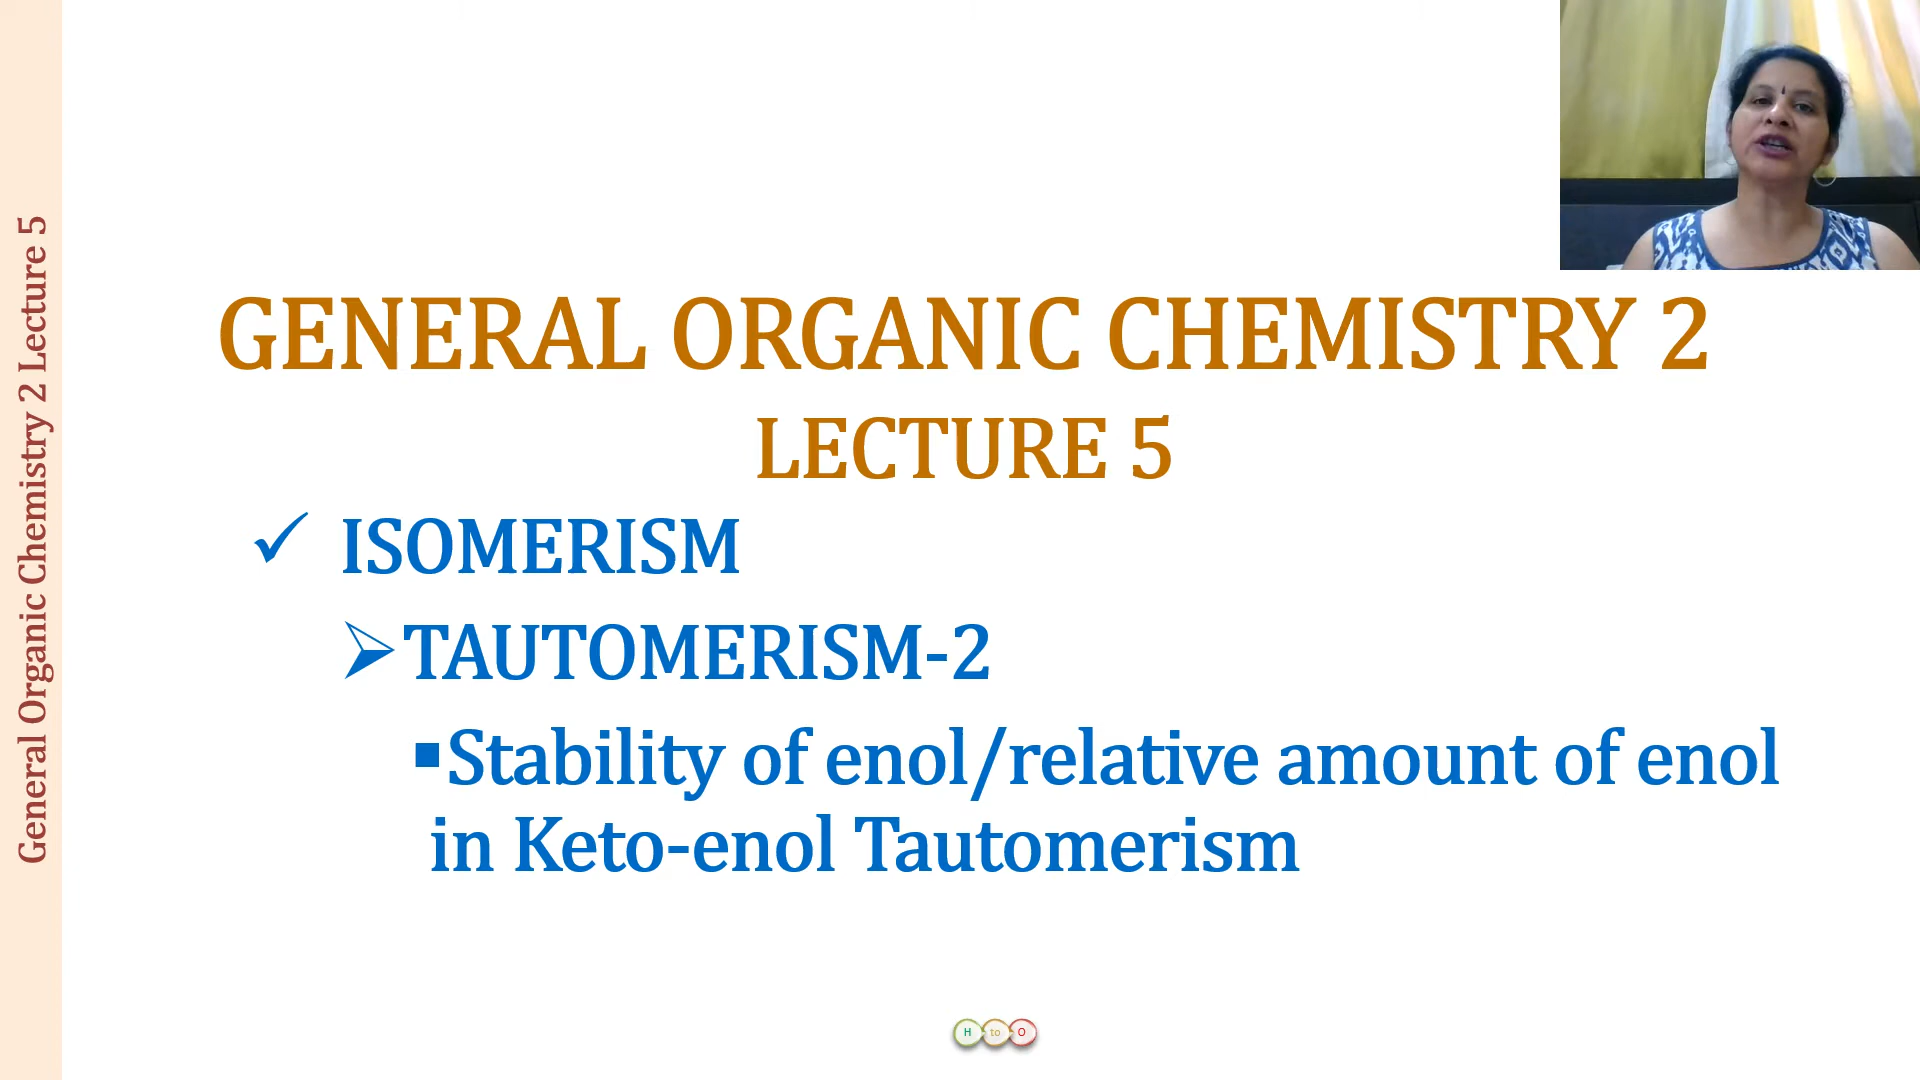 General Organic Chemistry 2 Lecture 5
GENERAL ORGANIC CHEMISTRY 2
LECTURE 5
✓ ISOMERISM
➢TAUTOMERISM-2
▪Stability of enol/relative amount of enol
in Keto-enol Tautomerism
H to O